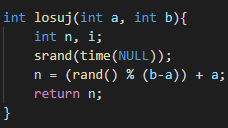 int losuj(int a, int b){
    int n, i;
    srand(time(NULL));
    n = (rand() % (b-a)) + a;
    return n;
}